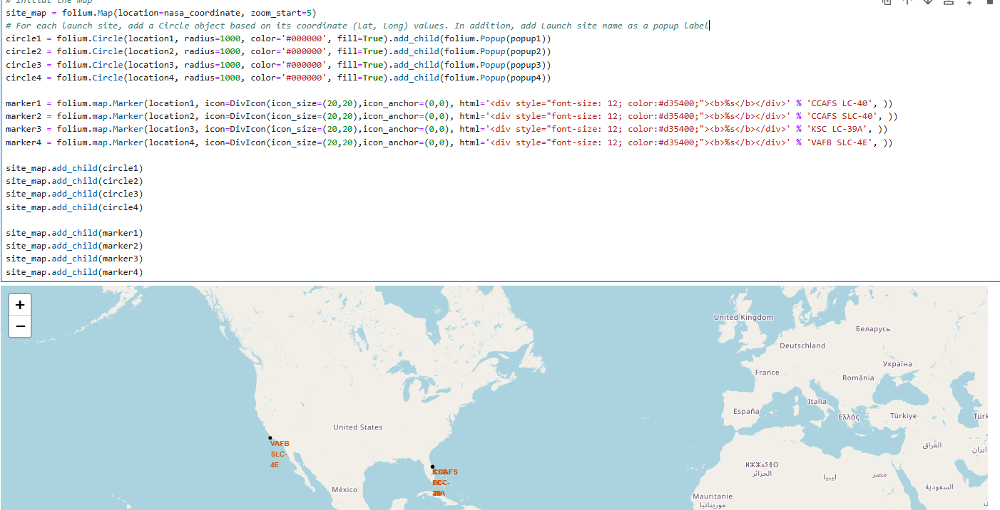 # Initial the map
site_map = folium.Map(location=nasa_coordinate, zoom_start=5)
# For each launch site, add a Circle object based on its coordinate (Lat, Long) values. In addition, add Launch site name as a popup label
circle1 = folium.Circle(location1, radius=1000, color='#000000', fill=True).add_child(folium.Popup(popup1))
circle2 = folium.Circle(location2, radius=1000, color='#000000', fill=True).add_child(folium.Popup(popup2))
circle3 = folium.Circle(location3, radius=1000, color='#000000', fill=True).add_child(folium.Popup(popup3))
circle4 = folium.Circle(location4, radius=1000, color='#000000', fill=True).add_child(folium.Popup(popup4))
marker1 = folium.map.Marker(location1, icon=DivIcon(icon_size=(20,20),icon_anchor=(0,0), html='<div style="font-size: 12; color:#d35400;"><b>%s</b></div>' % 'CCAFS LC-40', ))
marker2 = folium.map.Marker(location2, icon=DivIcon(icon_size=(20,20),icon_anchor=(0,0), html='<div style="font-size: 12; color:#d35400;"><b>%s</b></div>' % 'CCAFS SLC-40', ))
marker3 = folium.map.Marker(location3, icon=DivIcon(icon_size=(20,20),icon_anchor=(0,0), html='<div style="font-size: 12; color:#d35400;"><b>%s</b></div>' % 'KSC LC-39A', ))
marker4 = folium.map.Marker(location4, icon=DivIcon(icon_size=(20,20),icon_anchor=(0,0), html='<div style="font-size: 12; color:#d35400;"><b>%s</b></div>' % 'VAFB SLC-4E', ))
site_map.add_child(circle1)
site_map.add_child(circle2)
site_map.add_child(circle3)
site_map.add_child(circle4)
site_map.add_child(marker1)
site_map.add_child(marker2)
site_map.add_child(marker3)
site_map.add_child(marker4)
+
−
United Kingdom
Беларусь
Deutschland
Україна
France
România
Italia
España
Ελλάς
Türkiye
United States
VAFB
SLC-
4E
العراق
ايران
الجزائر
ليبيا
مصر
السعودية
México
Mauritanie
موريتانيا